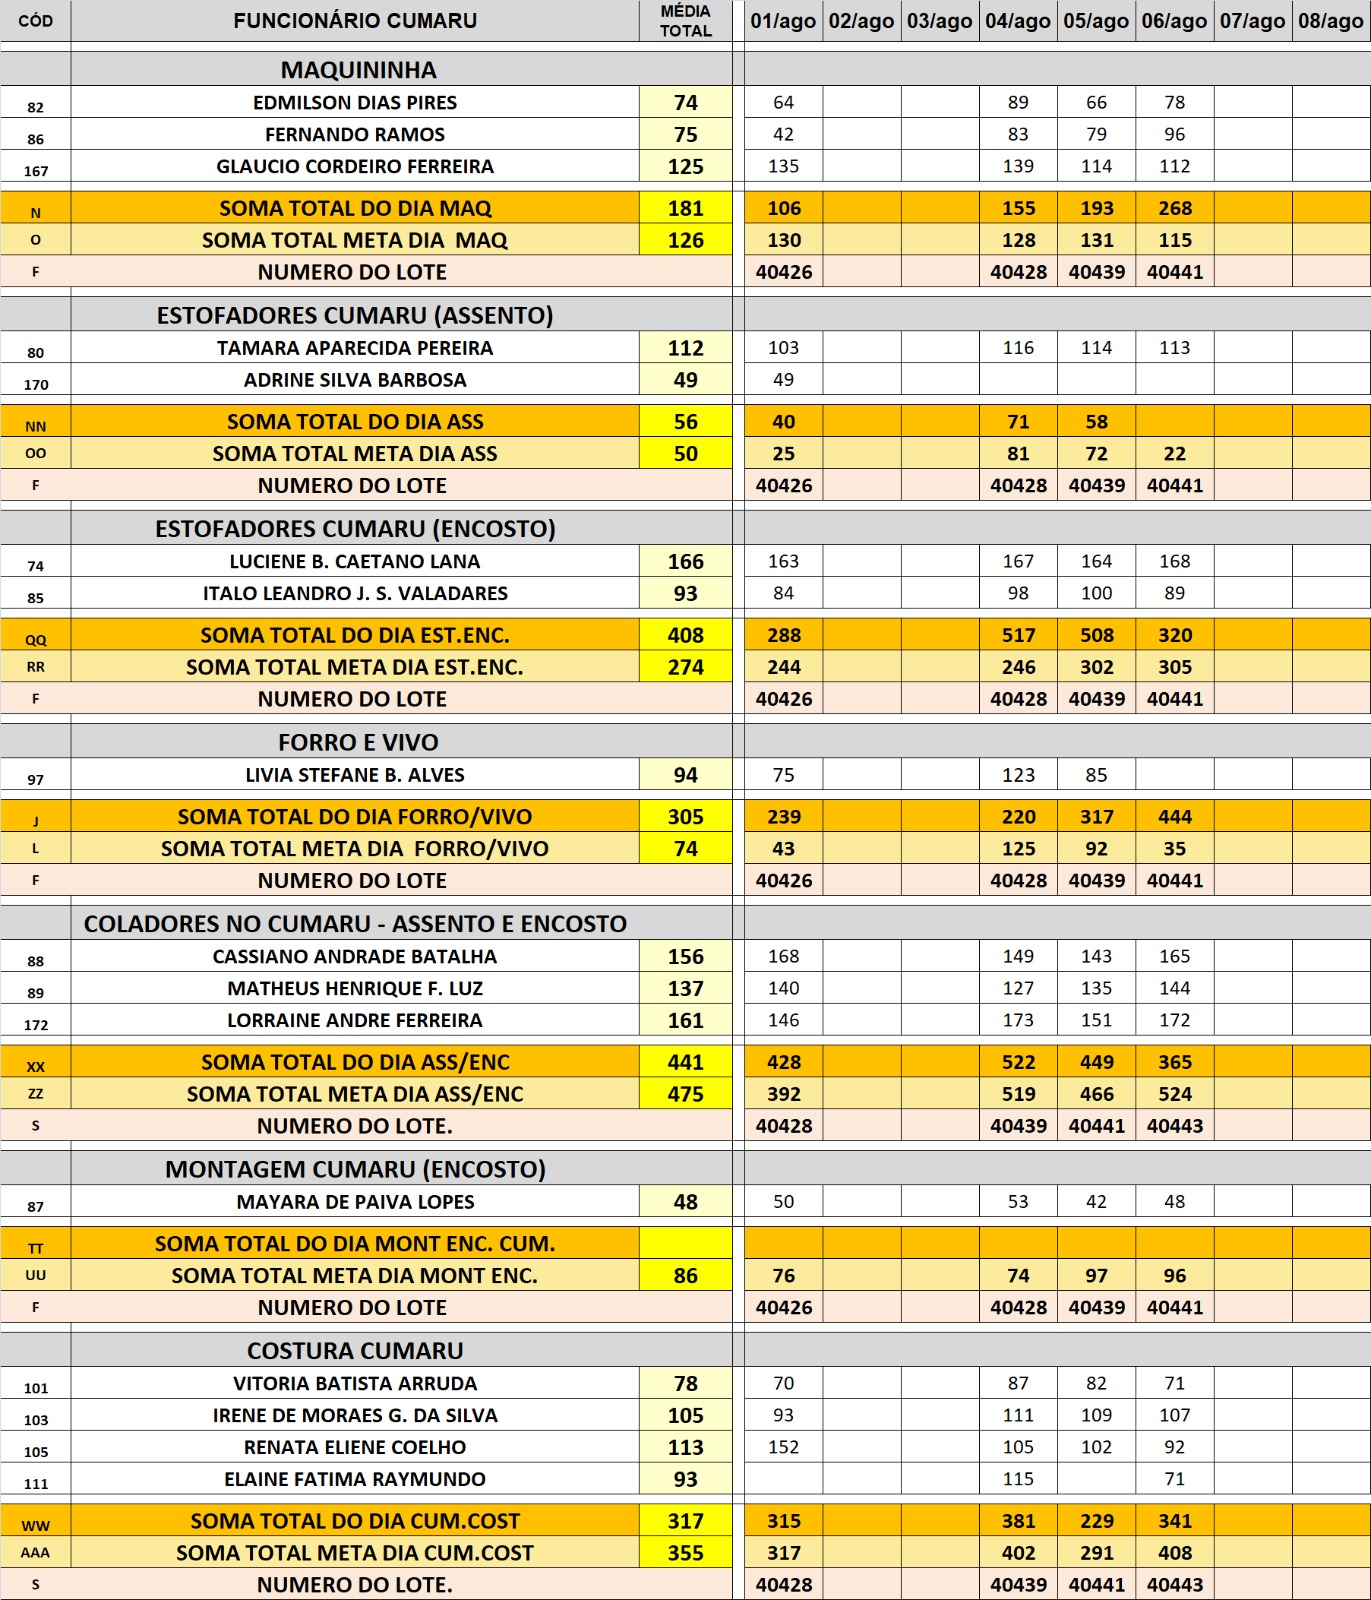 CÓD FUNCIONÁRIO CUMARU MÉDIA TOTAL 01/ago 02/ago 03/ago 04/ago 05/ago 06/ago 07/ago 08/ago
MAQUININHA
82 EDMILSON DIAS PIRES 74 64 89 66 78
86 FERNANDO RAMOS 75 42 83 79 96
167 GLAUCIO CORDEIRO FERREIRA 125 135 139 114 112
N SOMA TOTAL DO DIA MAQ 181 106 155 193 268
O SOMA TOTAL META DIA MAQ 126 130 128 131 115
F NUMERO DO LOTE 40426 40428 40439 40441
ESTOFADORES CUMARU (ASSENTO)
80 TAMARA APARECIDA PEREIRA 112 103 116 114 113
170 ADRINE SILVA BARBOSA 49 49
NN SOMA TOTAL DO DIA ASS 56 40 71 58
OO SOMA TOTAL META DIA ASS 50 25 81 72 22
F NUMERO DO LOTE 40426 40428 40439 40441
ESTOFADORES CUMARU (ENCOSTO)
74 LUCIENE B. CAETANO LANA 166 163 167 164 168
85 ITALO LEANDRO J. S. VALADARES 93 84 98 100 89
QQ SOMA TOTAL DO DIA EST.ENC. 408 288 517 508 320
RR SOMA TOTAL META DIA EST.ENC. 274 244 246 302 305
F NUMERO DO LOTE 40426 40428 40439 40441
FORRO E VIVO
97 LIVIA STEFANE B. ALVES 94 75 123 85
J SOMA TOTAL DO DIA FORRO/VIVO 305 239 220 317 444
L SOMA TOTAL META DIA FORRO/VIVO 74 43 125 92 35
F NUMERO DO LOTE 40426 40428 40439 40441
COLADORES NO CUMARU - ASSENTO E ENCOSTO
88 CASSIANO ANDRADE BATALHA 156 168 149 143 165
89 MATHEUS HENRIQUE F. LUZ 137 140 127 135 144
172 LORRAINE ANDRE FERREIRA 161 146 173 151 172
XX SOMA TOTAL DO DIA ASS/ENC 441 428 522 449 365
ZZ SOMA TOTAL META DIA ASS/ENC 475 392 519 466 524
S NUMERO DO LOTE. 40428 40439 40441 40443
MONTAGEM CUMARU (ENCOSTO)
87 MAYARA DE PAIVA LOPES 48 50 53 42 48
TT SOMA TOTAL DO DIA MONT ENC. CUM.
UU SOMA TOTAL META DIA MONT ENC. 86 76 74 97 96
F NUMERO DO LOTE 40426 40428 40439 40441
COSTURA CUMARU
101 VITORIA BATISTA ARRUDA 78 70 87 82 71
103 IRENE DE MORAES G. DA SILVA 105 93 111 109 107
105 RENATA ELIENE COELHO 113 152 105 102 92
111 ELAINE FATIMA RAYMUNDO 93 115 71
WW SOMA TOTAL DO DIA CUM.COST 317 315 381 229 341
AAA SOMA TOTAL META DIA CUM.COST 355 317 402 291 408
S NUMERO DO LOTE. 40428 40439 40441 40443